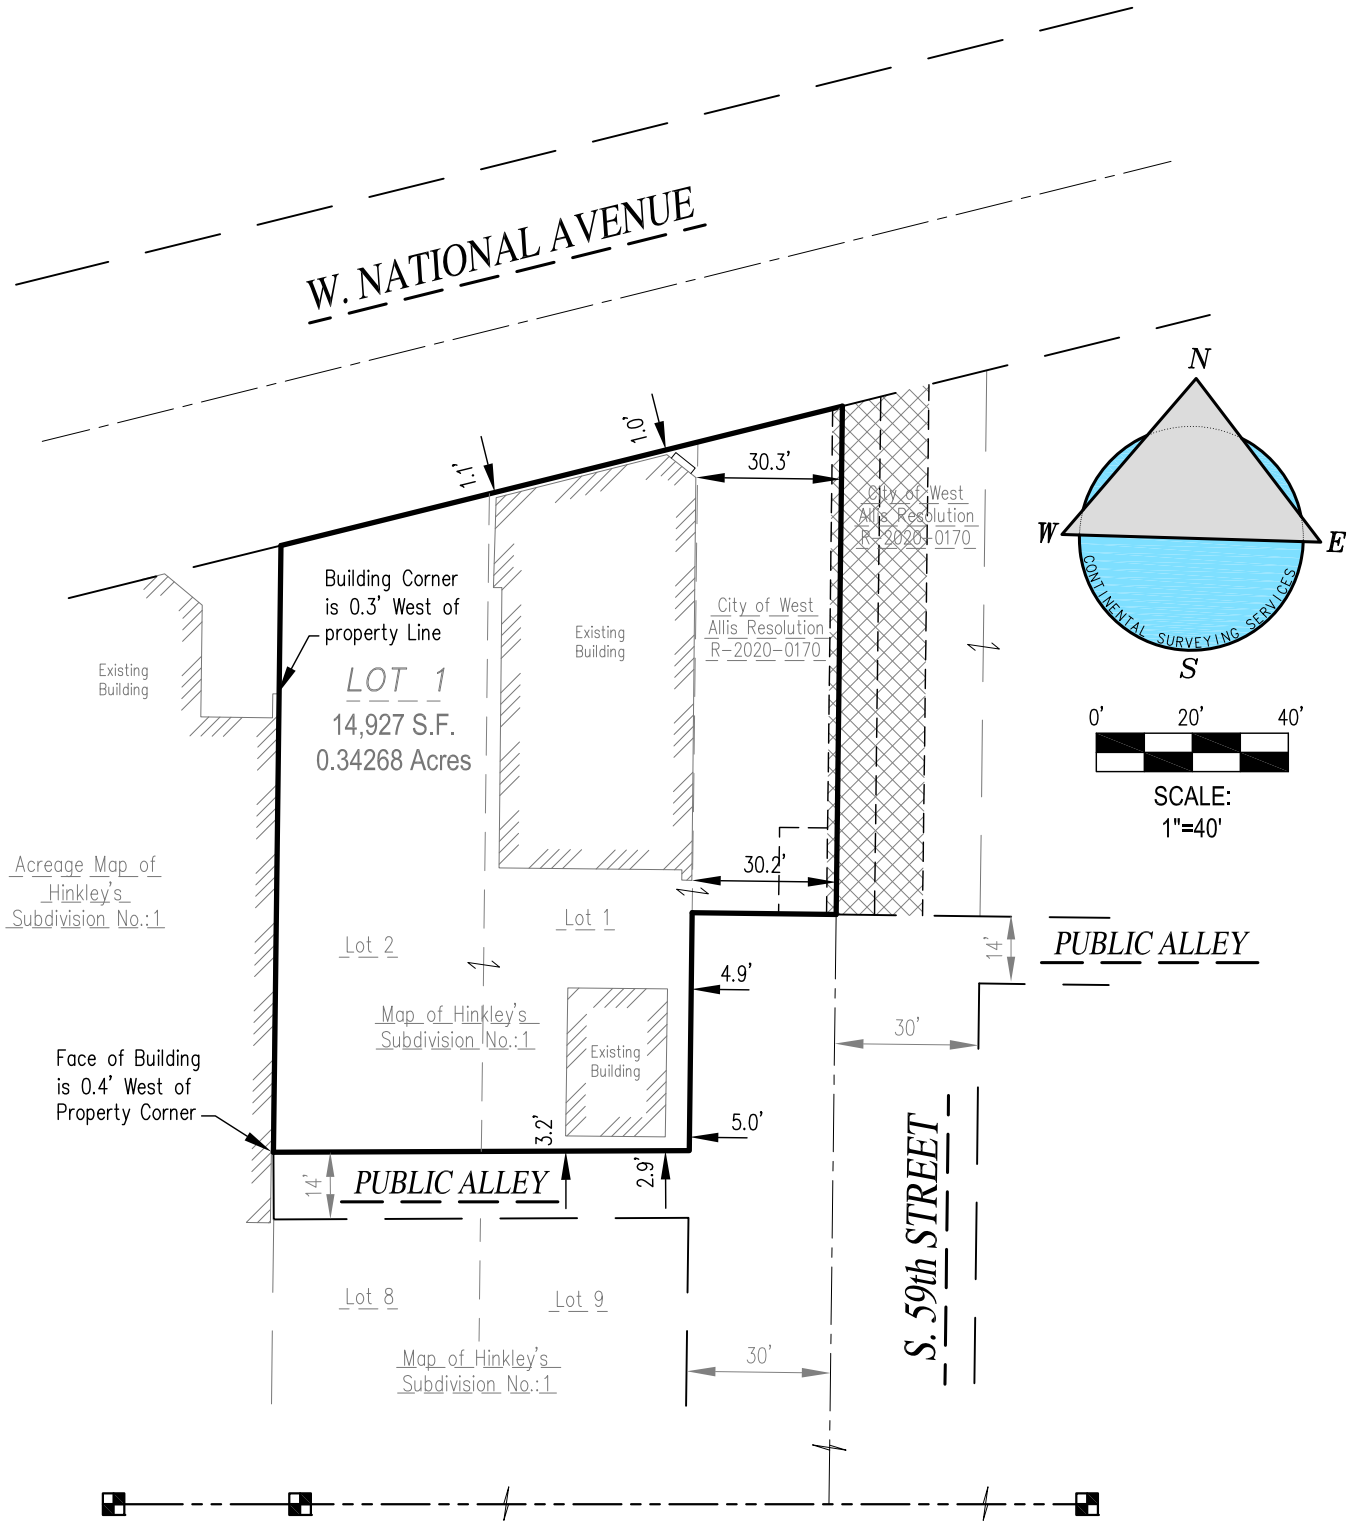 W. NATIONAL AVENUE
N
W
E
S
CONTINENTAL SURVEYING SERVICES
0' 20' 40'
SCALE:
1"=40'
1.1'
1.0'
30.3'
City of West
Allis Resolution
R-2020-0170
Building Corner
is 0.3' West of
property Line
LOT 1
14,927 S.F.
0.34268 Acres
Existing
Building
City of West
Allis Resolution
R-2020-0170
Existing
Building
30.2'
Acreage Map of
Hinkley's
Subdivision No.:1
Lot 2
Lot 1
14'
PUBLIC ALLEY
4.9'
Map of Hinkley's
Subdivision No.:1
30'
Existing
Building
Face of Building
is 0.4' West of
Property Corner
3.2'
5.0'
2.9'
14'
PUBLIC ALLEY
S. 59th STREET
Lot 8
Lot 9
Map of Hinkley's
Subdivision No.:1
30'